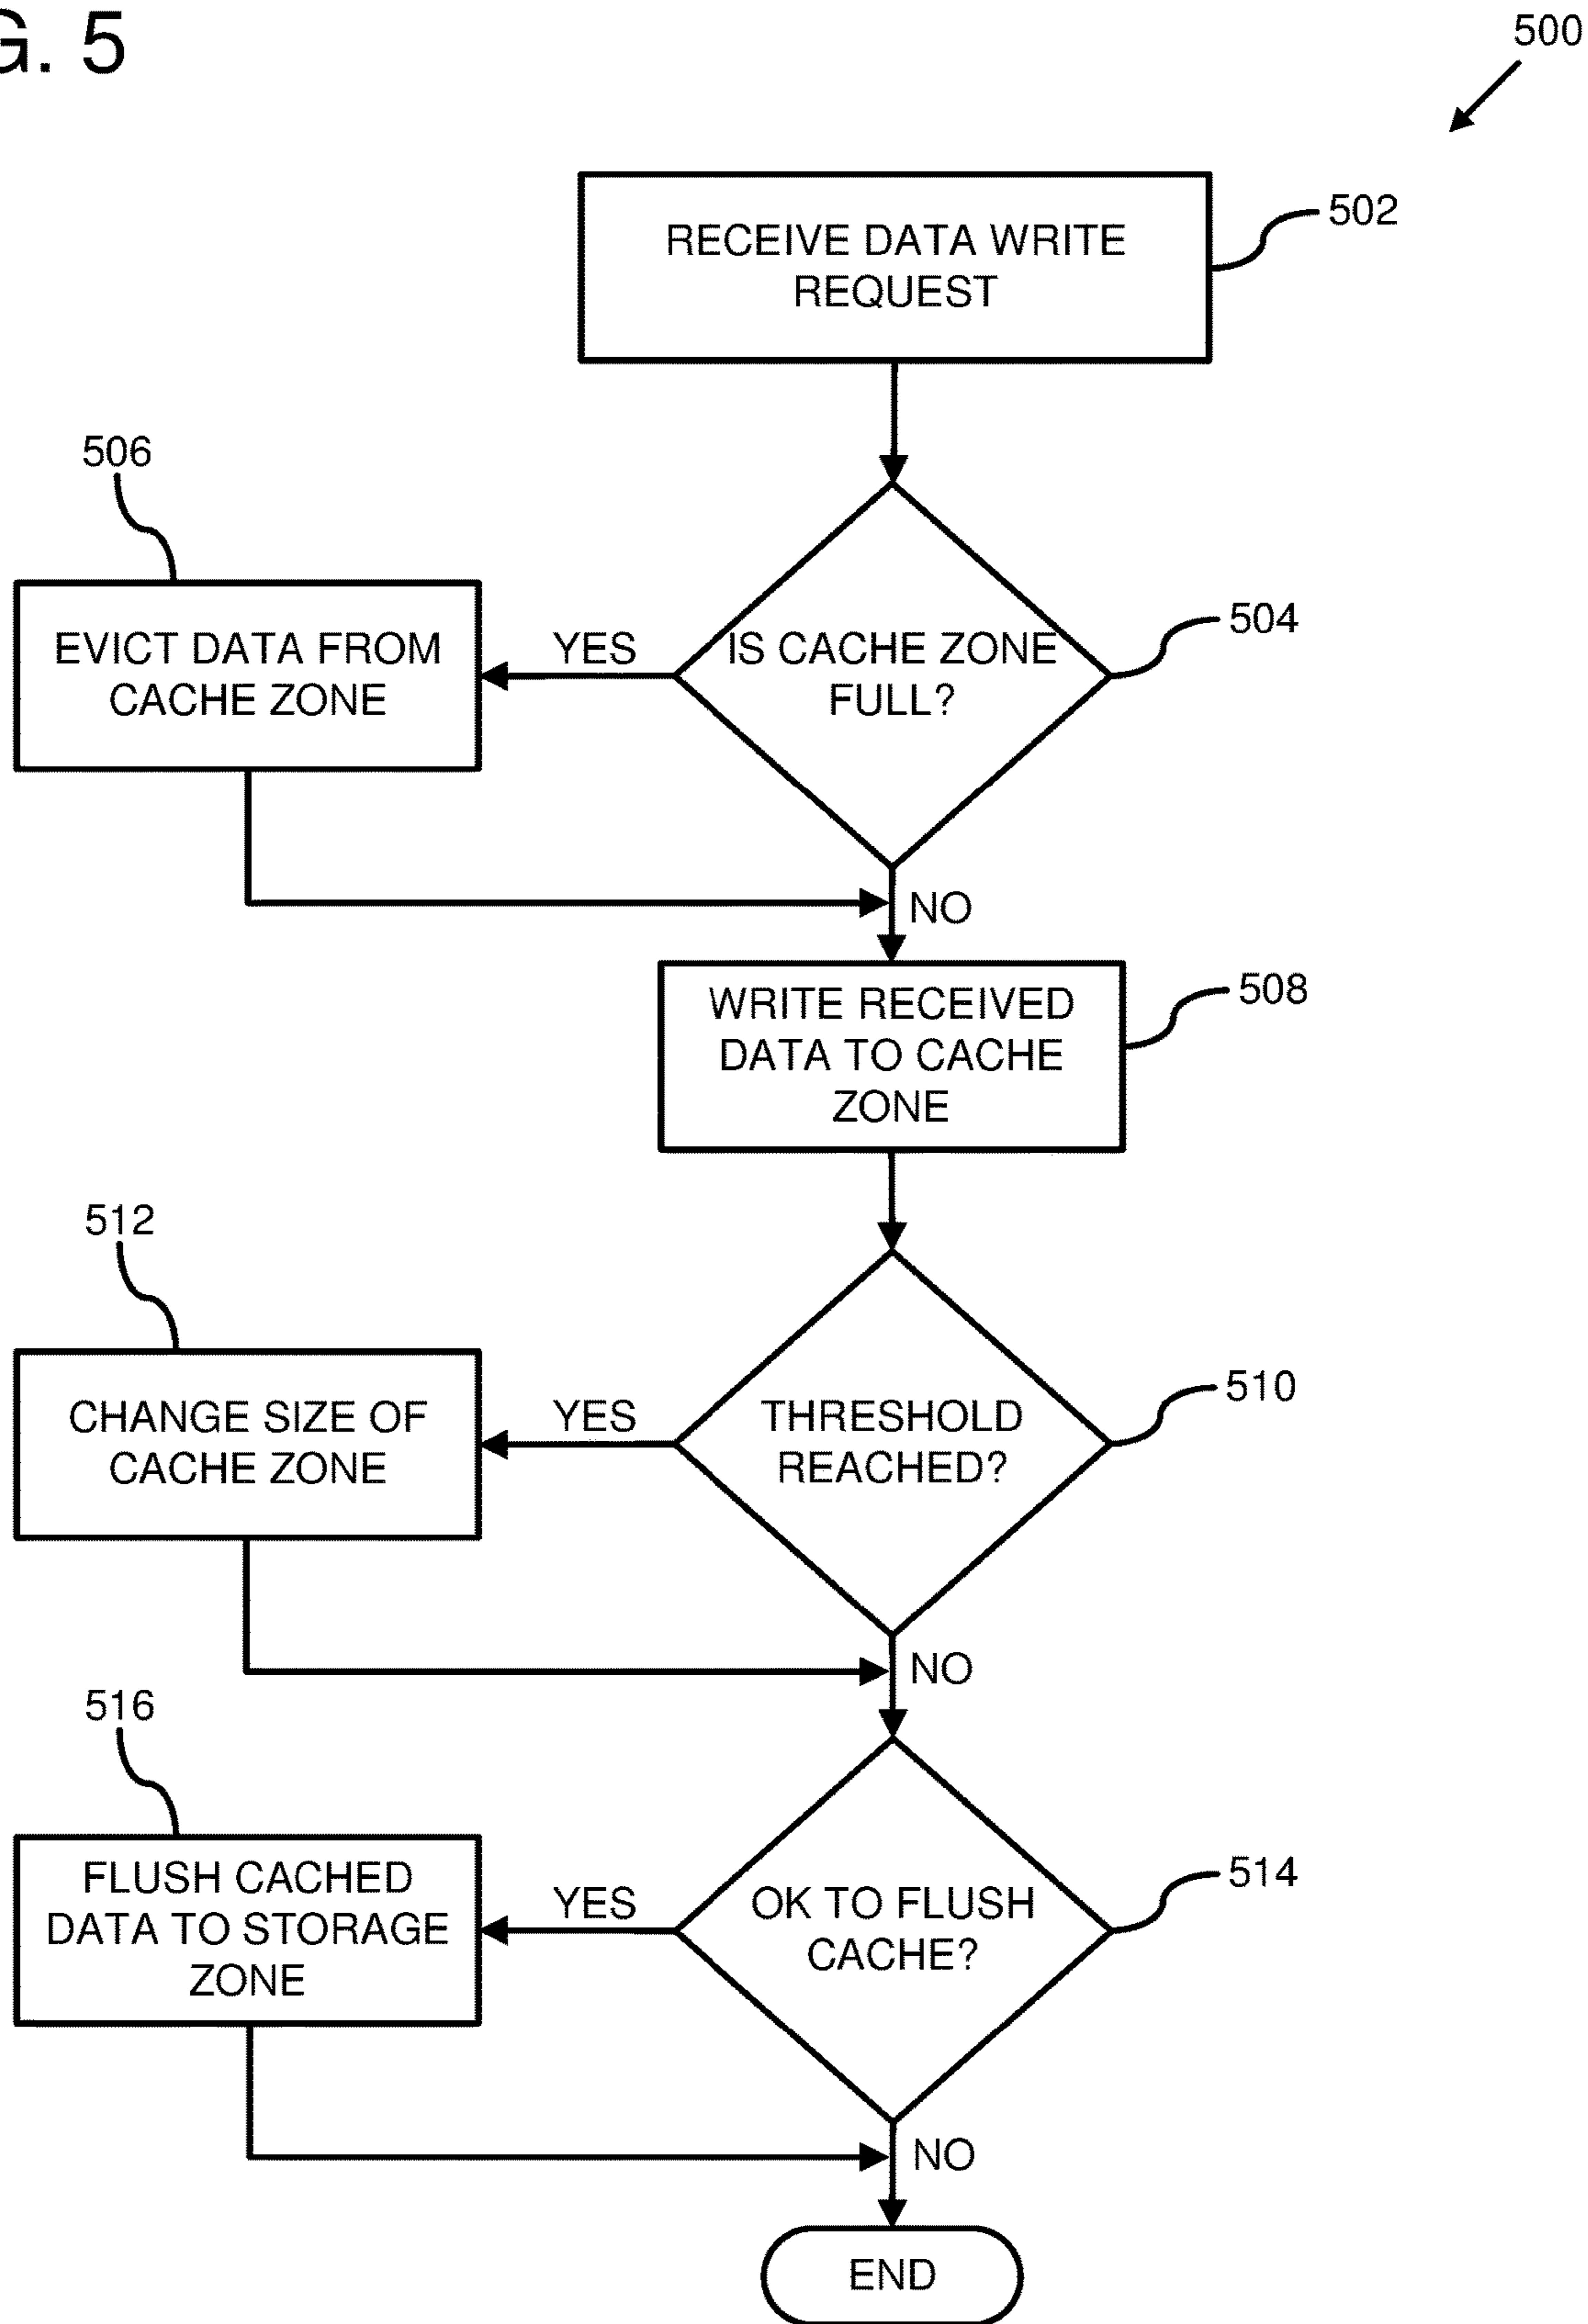 G. 5
500
RECEIVE DATA WRITE
REQUEST
502
506
EVICT DATA FROM
CACHE ZONE
YES
IS CACHE ZONE
FULL?
504
NO
WRITE RECEIVED
DATA TO CACHE
ZONE
508
512
CHANGE SIZE OF
CACHE ZONE
YES
THRESHOLD
REACHED?
510
NO
516
FLUSH CACHED
DATA TO STORAGE
ZONE
YES
OK TO FLUSH
CACHE?
514
NO
END